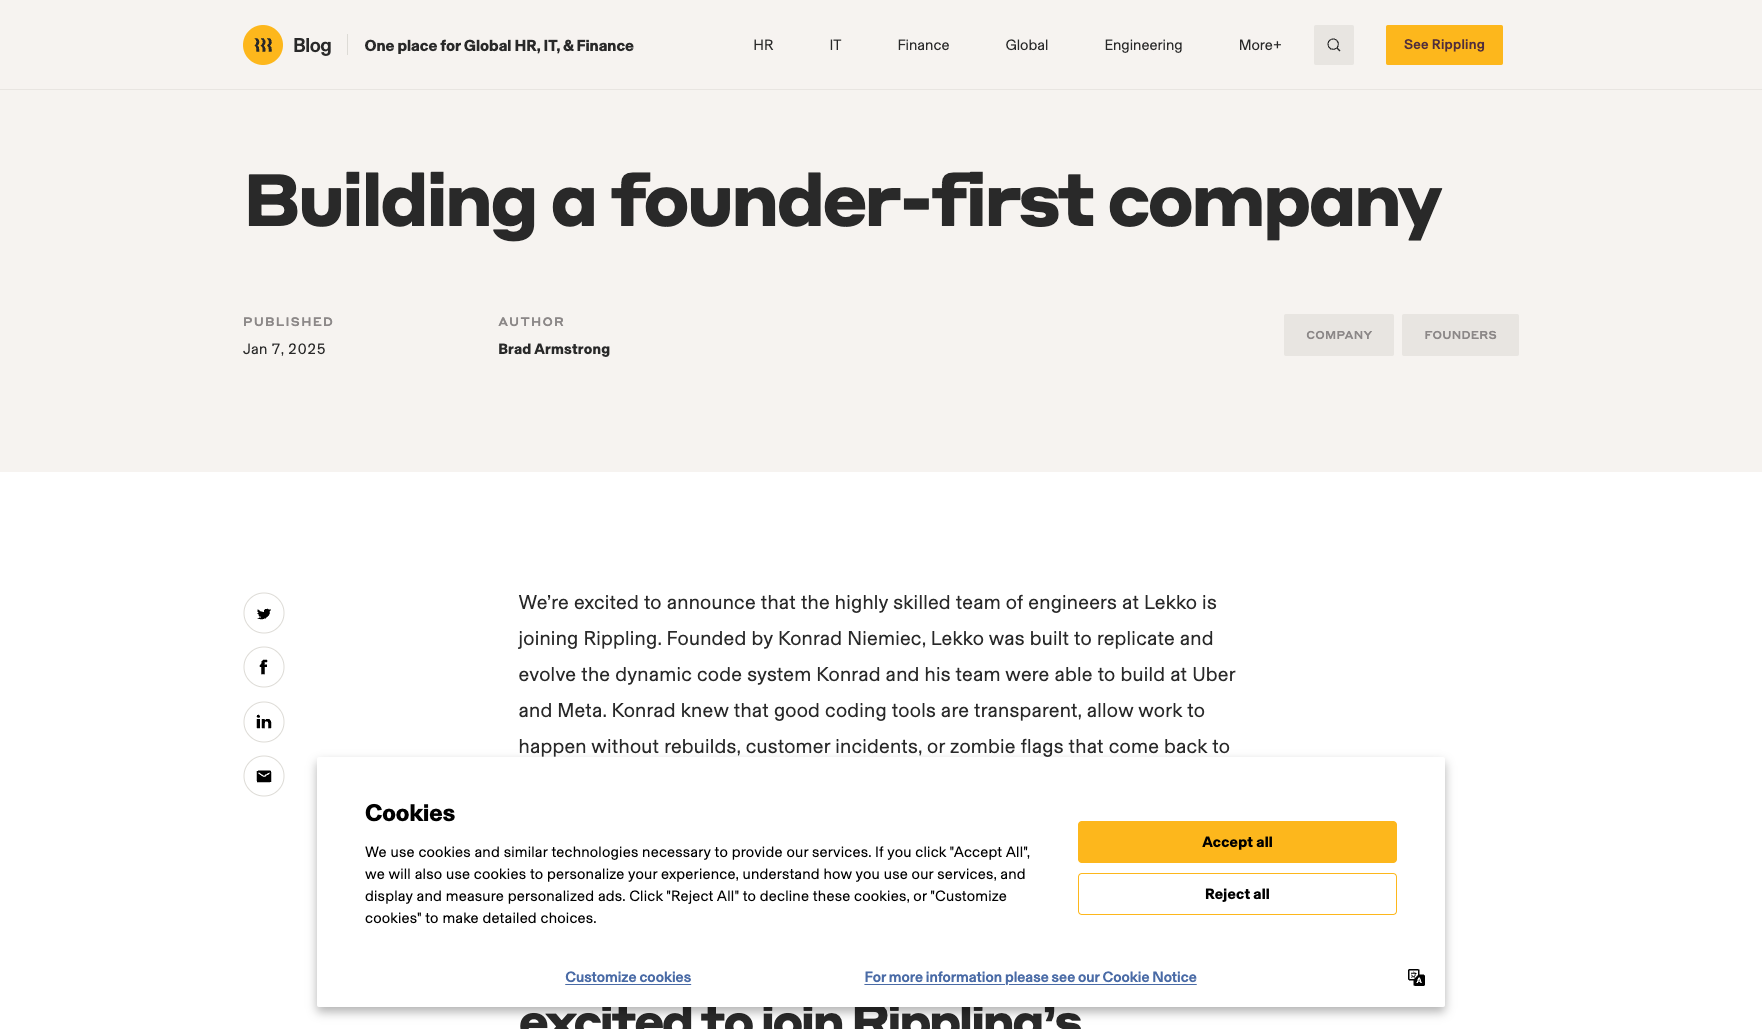 Blog
One place for Global HR, IT, & Finance
HR
IT
Finance
Global
Engineering
More+
See Rippling
Building a founder-first company
PUBLISHED
Jan 7, 2025
AUTHOR
Brad Armstrong
COMPANY
FOUNDERS
We’re excited to announce that the highly skilled team of engineers at Lekko is
joining Rippling. Founded by Konrad Niemiec, Lekko was built to replicate and
evolve the dynamic code system Konrad and his team were able to build at Uber
and Meta. Konrad knew that good coding tools are transparent, allow work to
happen without rebuilds, customer incidents, or zombie flags that come back to
Cookies
We use cookies and similar technologies necessary to provide our services. If you click "Accept All",
we will also use cookies to personalize your experience, understand how you use our services, and
display and measure personalized ads. Click "Reject All" to decline these cookies, or "Customize
cookies" to make detailed choices.
Accept all
Reject all
Customize cookies
For more information please see our Cookie Notice
excited to join Rippling’s